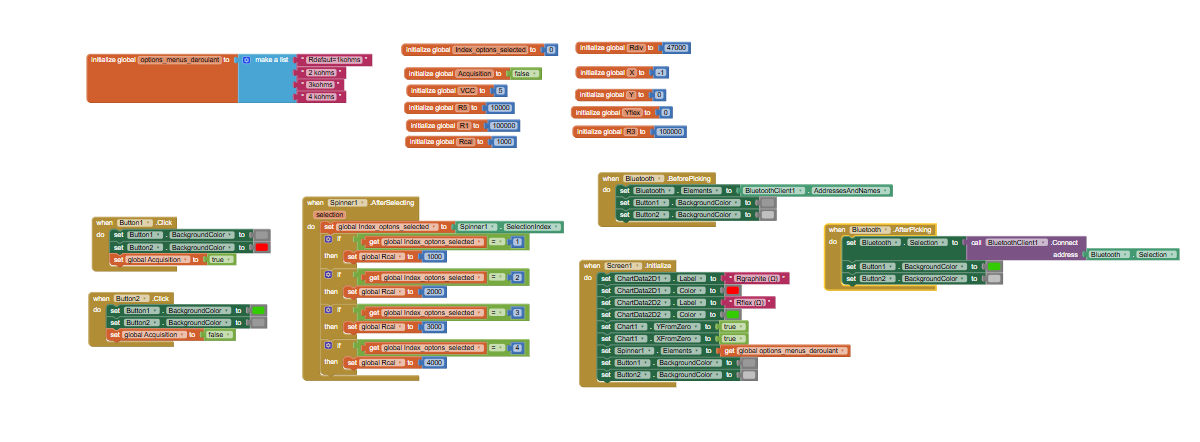 initialize global options_menus_deroulant to make a list " Rdefaut=1kohms "
" 2 kohms "
" 3kohms "
" 4 kohms "
initialize global Index_optons_selected to 0
initialize global Acquisition to false
initialize global VCC to 5
initialize global R5 to 10000
initialize global R1 to 100000
initialize global Rcal to 1000
initialize global Rdiv to 47000
initialize global X to -1
initialize global Y to 0
initialize global Yflex to 0
initialize global R3 to 100000
when Button1 .Click
do set Button1 . BackgroundColor to
set Button2 . BackgroundColor to
set global Acquisition to true
when Button2 .Click
do set Button1 . BackgroundColor to
set Button2 . BackgroundColor to
set global Acquisition to false
when Spinner1 .AfterSelecting
selection
do set global Index_optons_selected to Spinner1 . SelectionIndex
if get global Index_optons_selected = 1
then set global Rcal to 1000
if get global Index_optons_selected = 2
then set global Rcal to 2000
if get global Index_optons_selected = 3
then set global Rcal to 3000
if get global Index_optons_selected = 4
then set global Rcal to 4000
when Bluetooth .BeforePicking
do set Bluetooth . Elements to BluetoothClient1 . AddressesAndNames
set Button1 . BackgroundColor to
set Button2 . BackgroundColor to
when Screen1 .Initialize
do set ChartData2D1 . Label to " Rgraphite (Ω) "
set ChartData2D1 . Color to
set ChartData2D2 . Label to " Rflex (Ω) "
set ChartData2D2 . Color to
set Chart1 . YFromZero to true
set Chart1 . XFromZero to true
set Spinner1 . Elements to get global options_menus_deroulant
set Button1 . BackgroundColor to
set Button2 . BackgroundColor to
when Bluetooth .AfterPicking
do set Bluetooth . Selection to call BluetoothClient1 .Connect
address Bluetooth . Selection
set Button1 . BackgroundColor to
set Button2 . BackgroundColor to